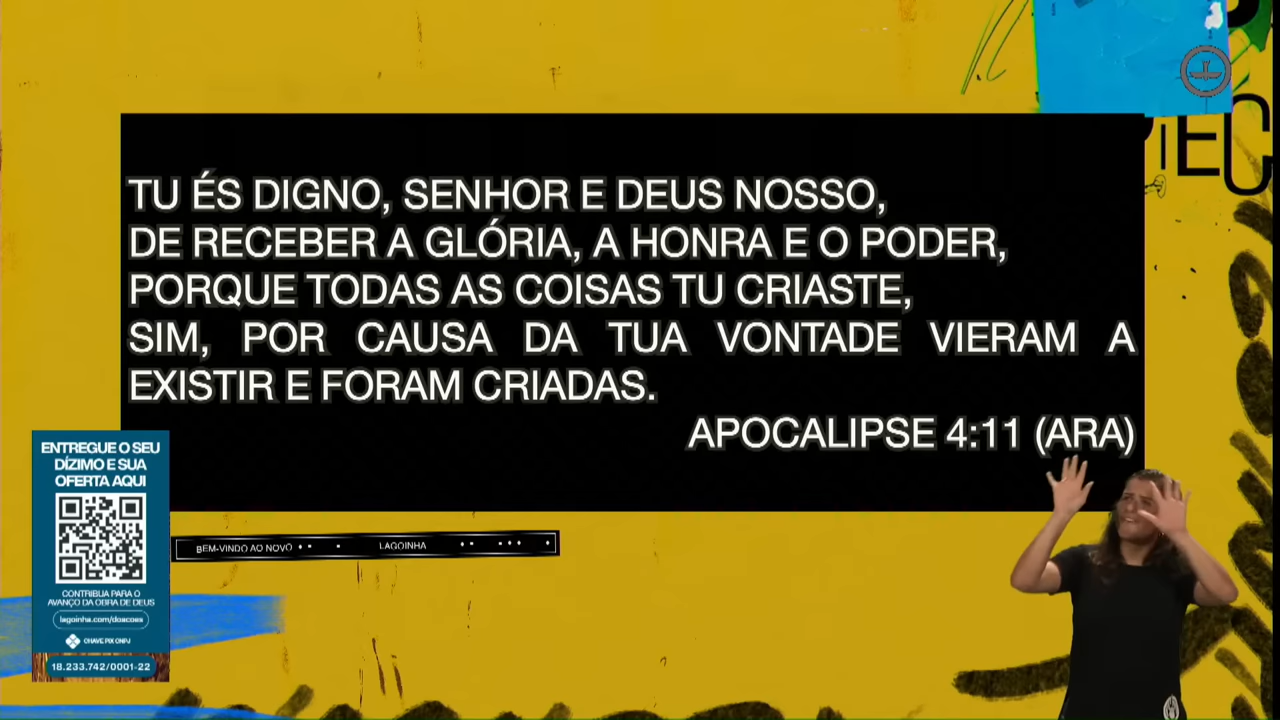 TU ÉS DIGNO, SENHOR E DEUS NOSSO,
DE RECEBER A GLÓRIA, A HONRA E O PODER,
PORQUE TODAS AS COISAS TU CRIASTE,
SIM, POR CAUSA DA TUA VONTADE VIERAM A
EXISTIR E FORAM CRIADAS.
APOCALIPSE 4:11 (ARA)
ENTREGUE O SEU
DÍZIMO E SUA
OFERTA AQUI
CONTRIBUA PARA O
AVANÇO DA OBRA DE DEUS
lagoinha.com/doacoes
CHAVE PIX CNPJ
18.233.742/0001-22
BEM-VINDO AO NOVO
LAGOINHA